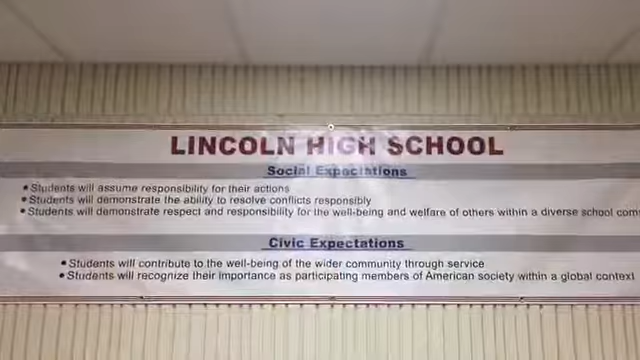 LINCOLN HIGH SCHOOL
Social Expectations
•Students will assume responsibility for their actions
•Students will demonstrate the ability to resolve conflicts responsibly
•Students will demonstrate respect and responsibility for the well-being and welfare of others within a diverse school com
Civic Expectations
•Students will contribute to the well-being of the wider community through service
•Students will recognize their importance as participating members of American society within a global context